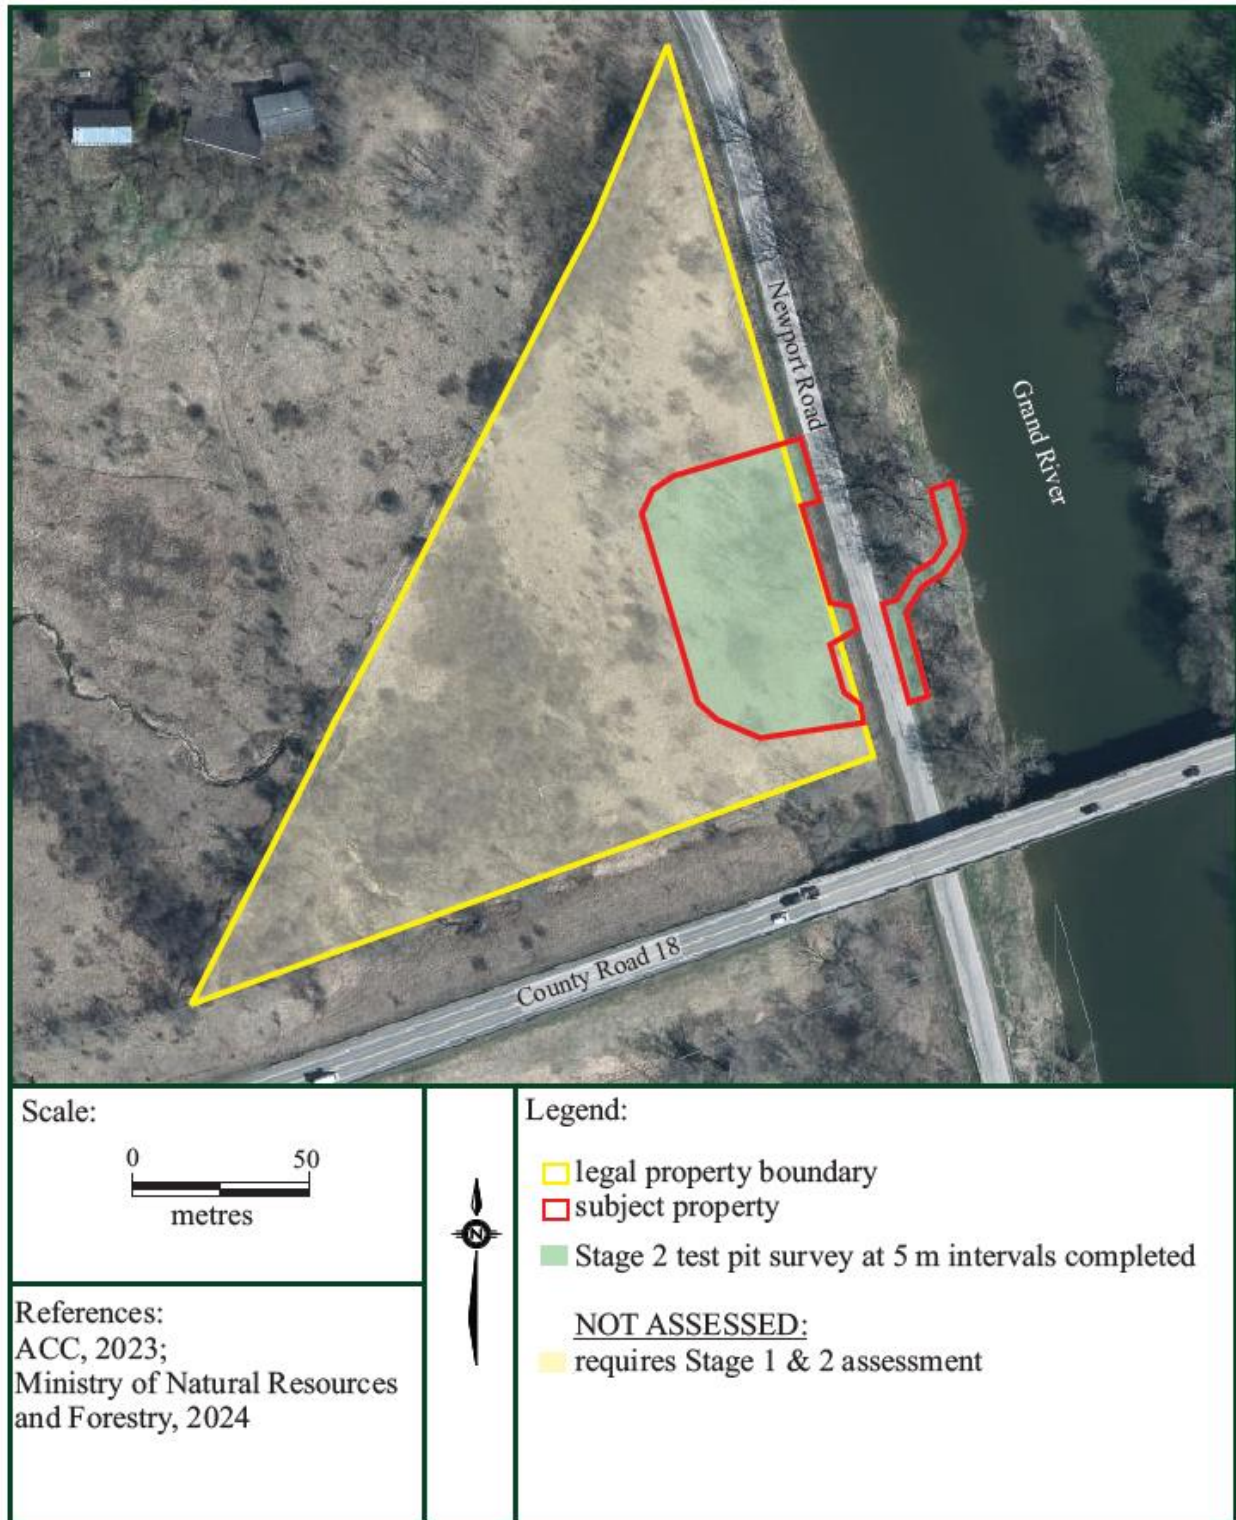 Newport Road
Grand River
County Road 18
Scale:
0 50
metres
References:
ACC, 2023;
Ministry of Natural Resources
and Forestry, 2024
N
Legend:
legal property boundary
subject property
Stage 2 test pit survey at 5 m intervals completed
NOT ASSESSED:
requires Stage 1 & 2 assessment